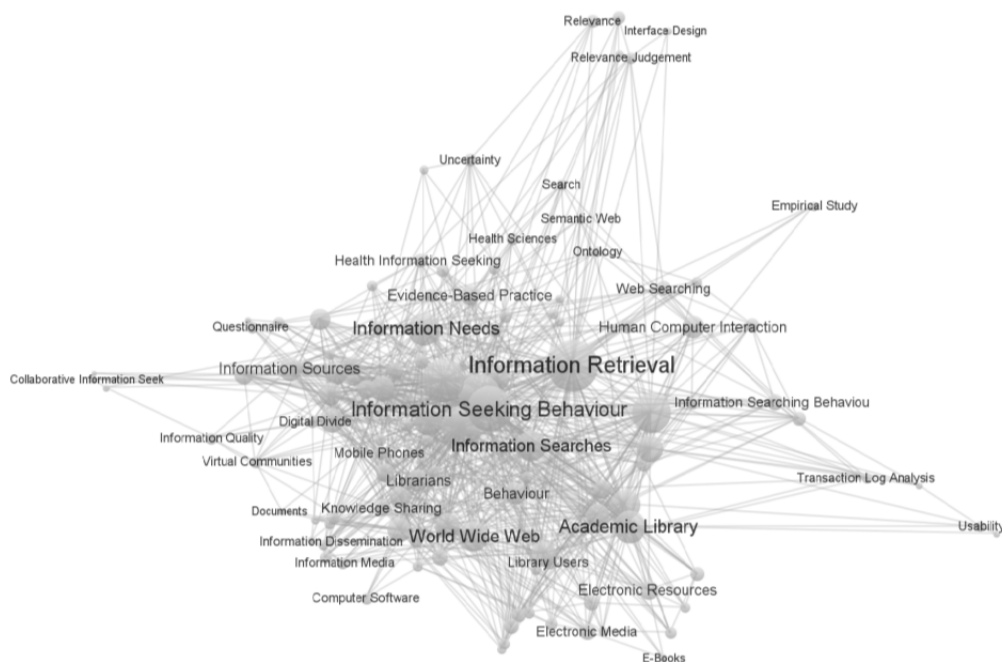 Relevance
Interface Design
Relevance Judgement
Uncertainty
Search
Empirical Study
Semantic Web
Health Sciences
Ontology
Health Information Seeking
Web Searching
Evidence-Based Practice
Questionnaire
Information Needs
Human Computer Interaction
Information Sources
Information Retrieval
Collaborative Information Seek
Information Seeking Behaviour
Information Searching Behaviou
Digital Divide
Information Quality
Information Searches
Mobile Phones
Virtual Communities
Librarians
Transaction Log Analysis
Behaviour
Documents
Knowledge Sharing
Academic Library
Usability
Information Dissemination
World Wide Web
Information Media
Library Users
Computer Software
Electronic Resources
Electronic Media
E-Books